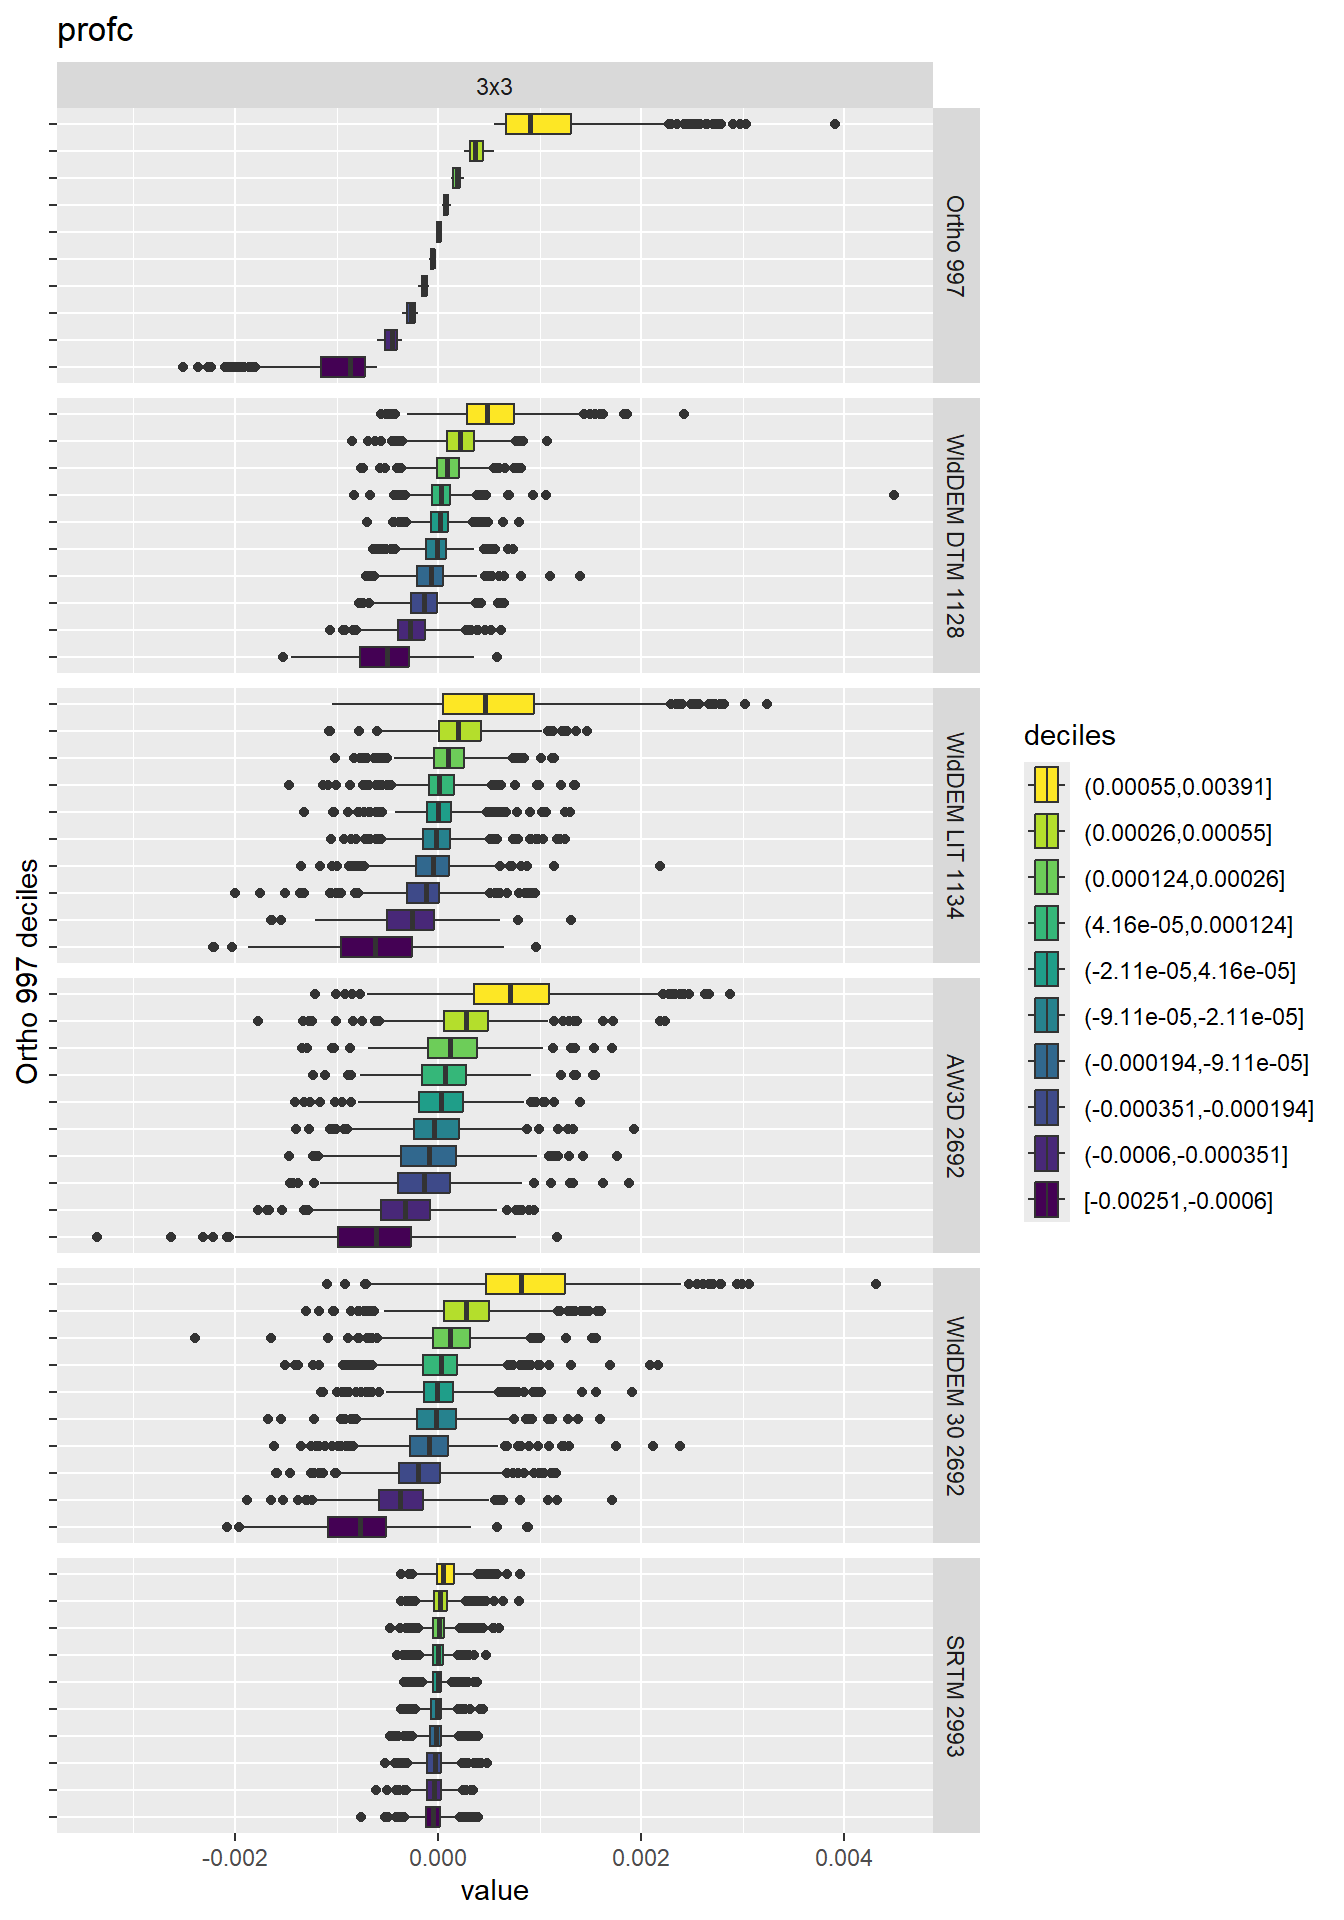 profc
3x3
Ortho 997
WldDEM DTM 1128
WldDEM LIT 1134
AW3D 2692
WldDEM 30 2692
SRTM 2993
Ortho 997 deciles
-0.002
0.000
0.002
0.004
value
deciles
(0.00055,0.00391]
(0.00026,0.00055]
(0.000124,0.00026]
(4.16e-05,0.000124]
(-2.11e-05,4.16e-05]
(-9.11e-05,-2.11e-05]
(-0.000194,-9.11e-05]
(-0.000351,-0.000194]
(-0.0006,-0.000351]
[-0.00251,-0.0006]